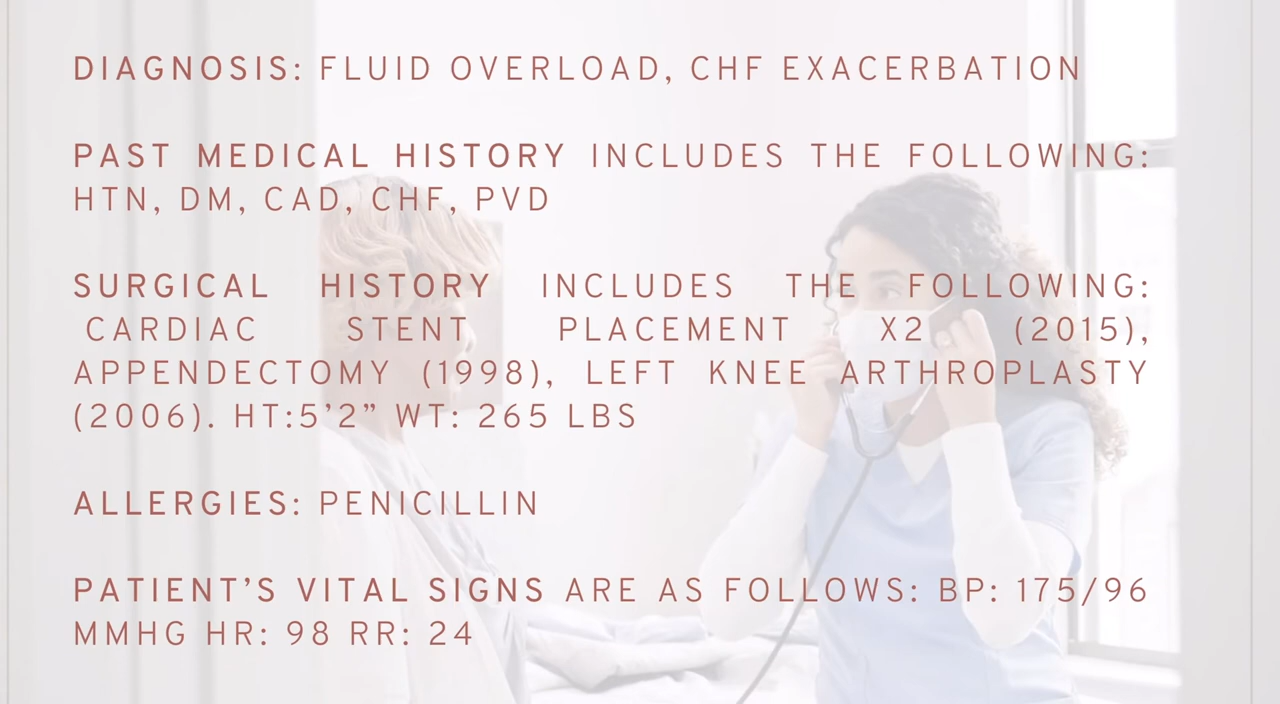 DIAGNOSIS: FLUID OVERLOAD, CHF EXACERBATION
PAST MEDICAL HISTORY INCLUDES THE FOLLOWING:
HTN, DM, CAD, CHF, PVD
SURGICAL HISTORY INCLUDES THE FOLLOWING:
CARDIAC STENT PLACEMENT X2 (2015),
APPENDECTOMY (1998), LEFT KNEE ARTHROPLASTY
(2006). HT:5’2” WT: 265 LBS
ALLERGIES: PENICILLIN
PATIENT’S VITAL SIGNS ARE AS FOLLOWS: BP: 175/96
MMHG HR: 98 RR: 24